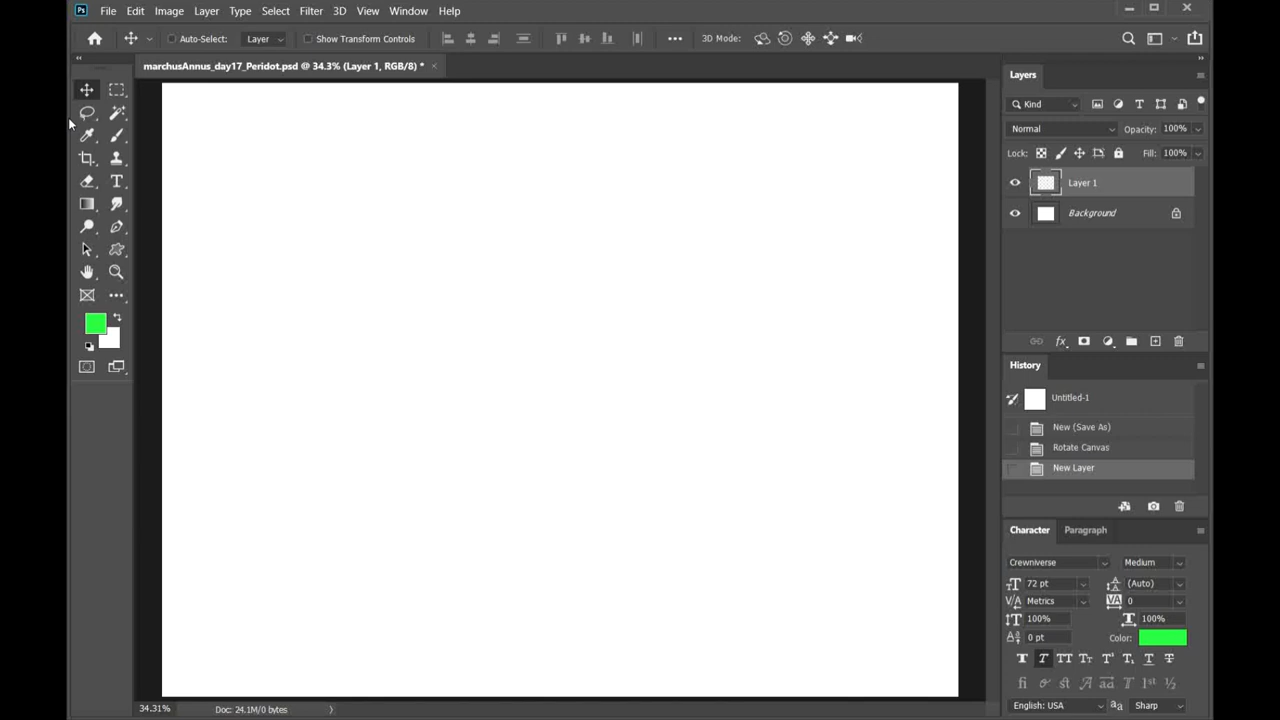 Ps File Edit Image Layer Type Select Filter 3D View Window Help
Auto-Select: Layer Show Transform Controls 3D Mode:
marchusAnnus_day17_Peridot.psd @ 34.3% (Layer 1, RGB/8) *
Layers
Kind
Normal Opacity: 100%
Lock: Fill: 100%
Layer 1
Background
fx
History
Untitled-1
New (Save As)
Rotate Canvas
New Layer
Character Paragraph
Crewniverse Medium
72 pt (Auto)
Metrics 0
100% 100%
0 pt Color:
English: USA Sharp
34.31% Doc: 24.1M/0 bytes